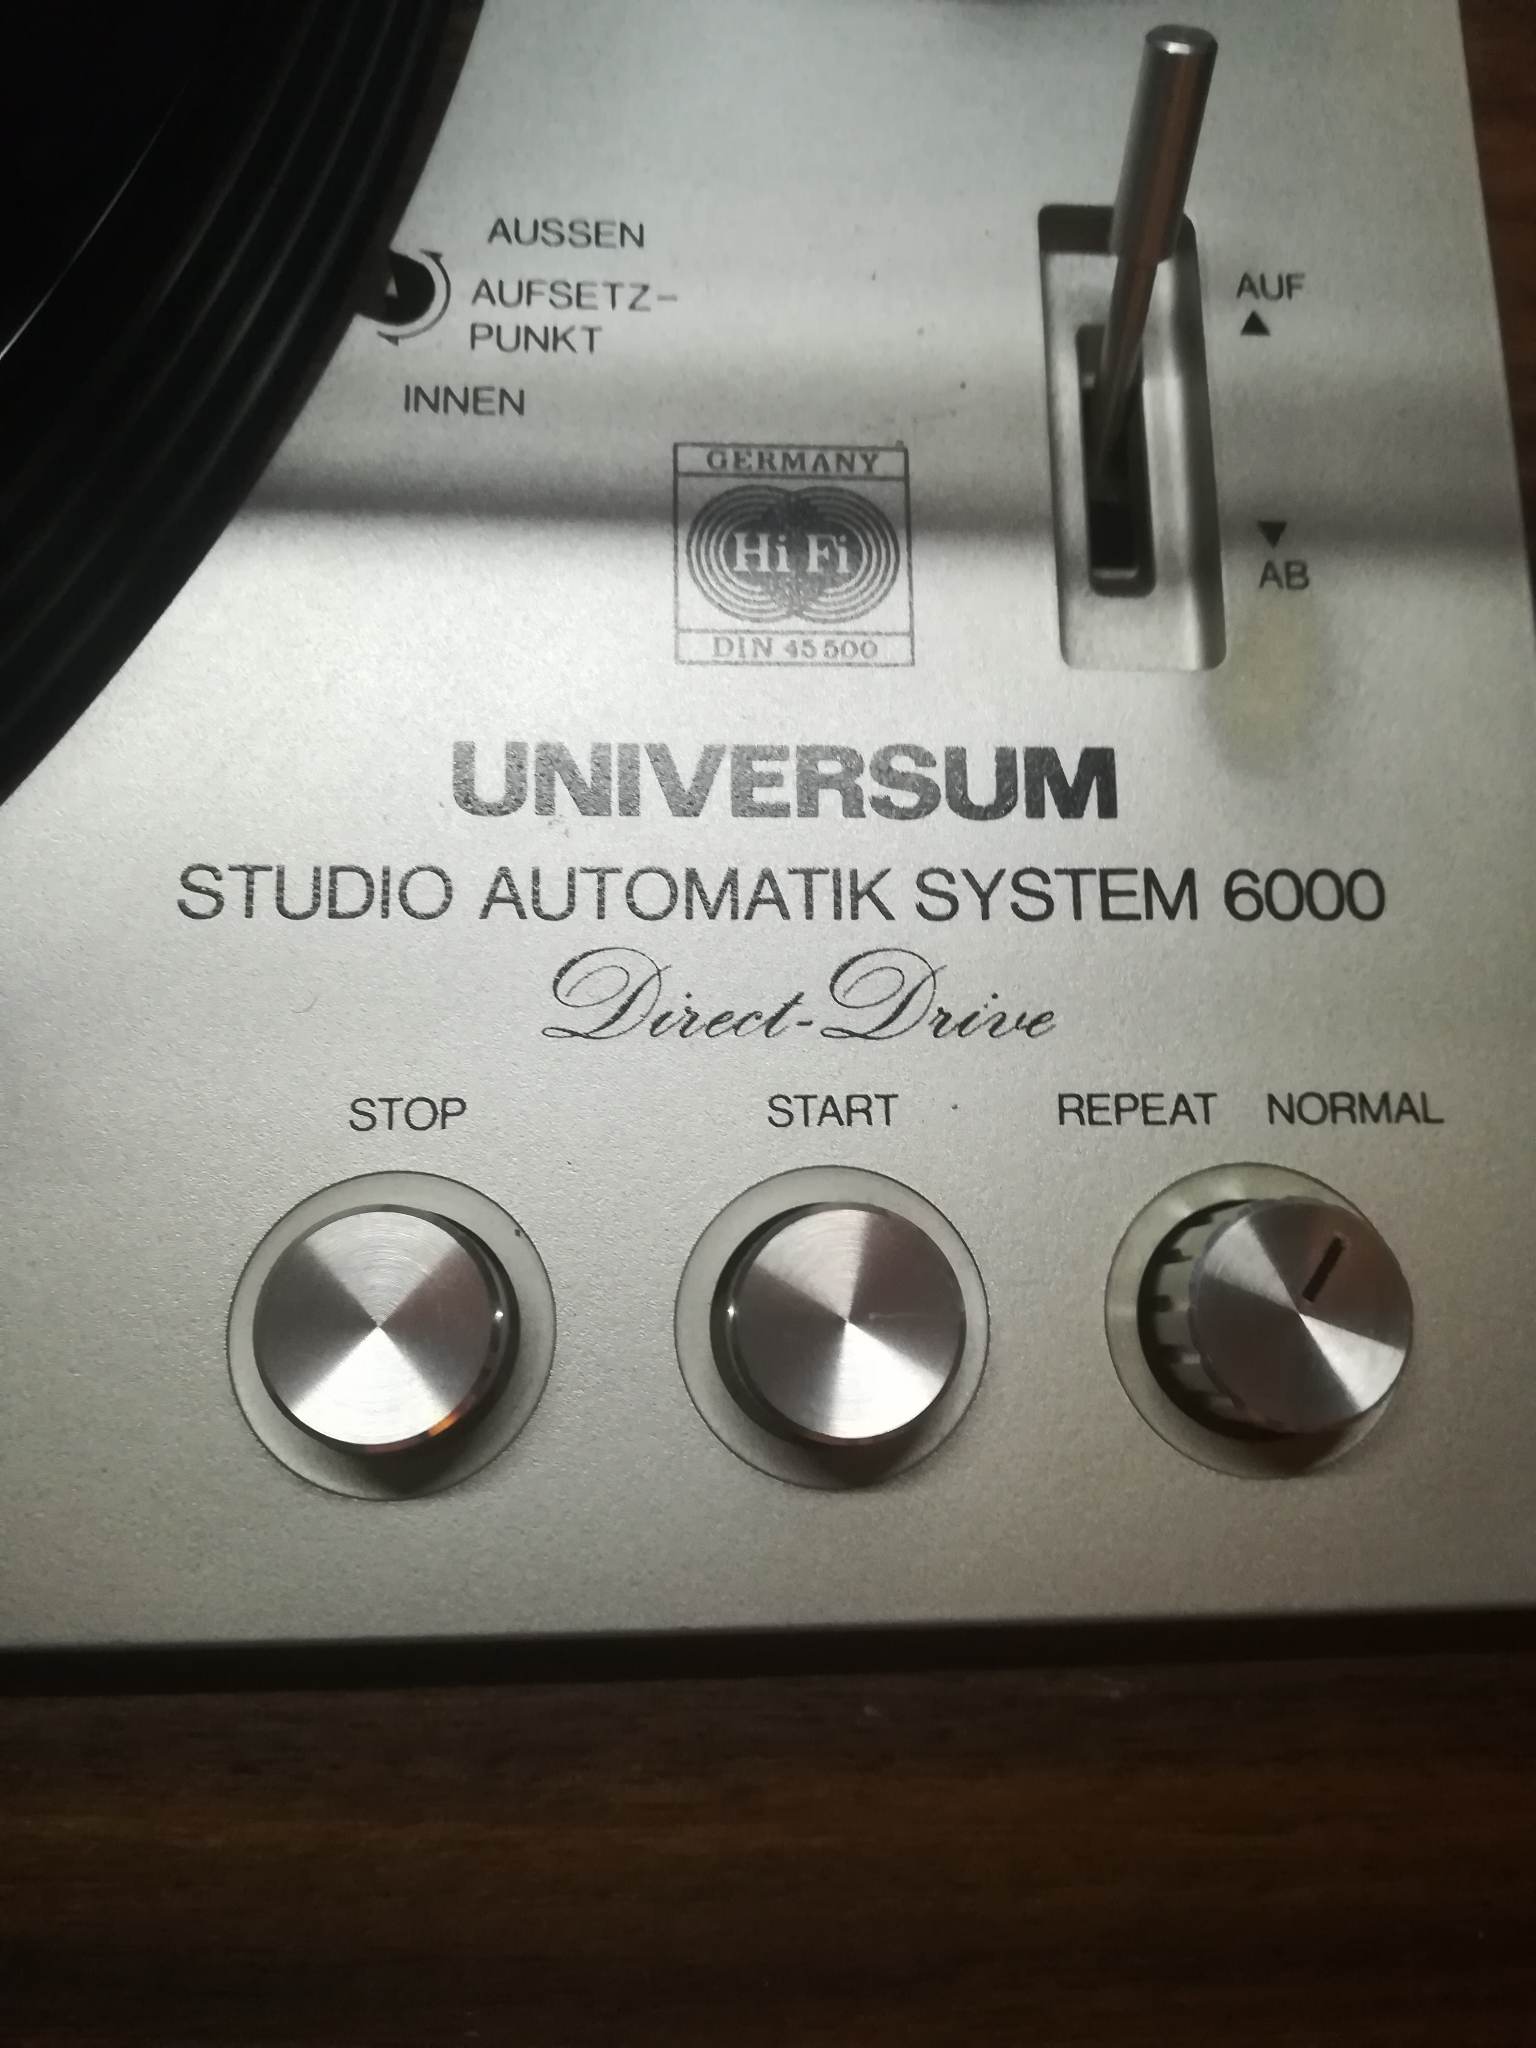 AUSSEN
AUFSETZ-
PUNKT
INNEN
AUF
AB
GERMANY
Hi Fi
DIN 45 500
UNIVERSUM
STUDIO AUTOMATIK SYSTEM 6000
Direct-Drive
STOP START REPEAT NORMAL